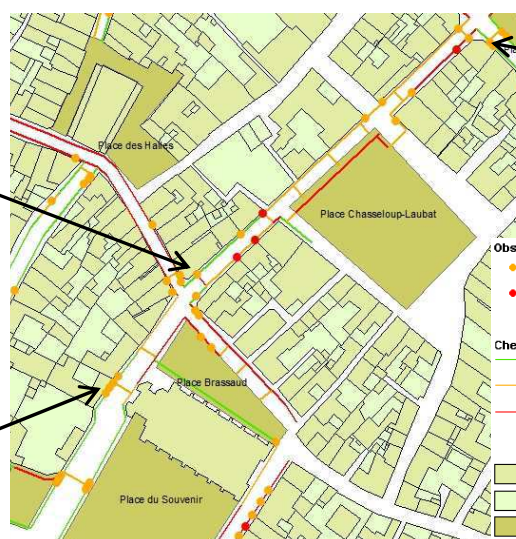 Place des Halles
Place Chasseloup-Laubat
Obs
Che
Place Brassaud
Place du Souvenir